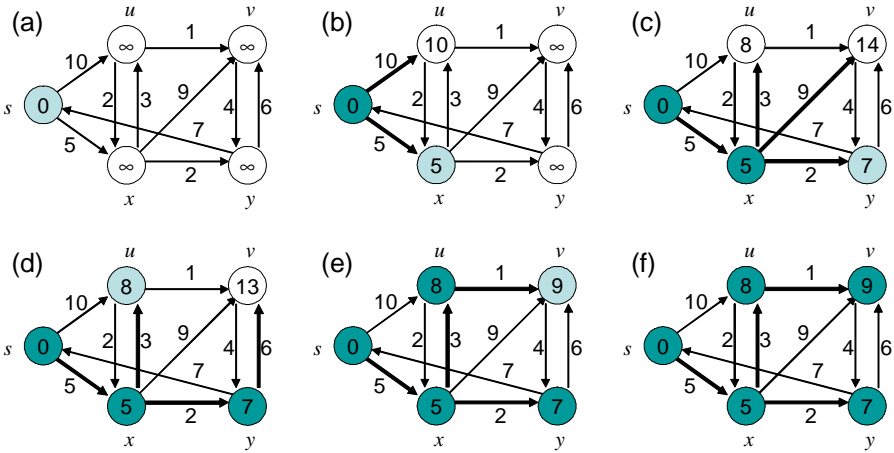 (a) u v (b) u v (c) u v
∞ 1 ∞ 10 1 ∞ 8 1 14
10 10 10
s 0 2 3 9 4 6 s 0 2 3 9 4 6 s 0 2 3 9 4 6
5 7 5 7 5 7
∞ 2 ∞ 5 2 ∞ 5 2 7
x y x y x y
(d) u v (e) u v (f) u v
8 1 13 8 1 9 8 1 9
10 10 10
s 0 2 3 9 4 6 s 0 2 3 9 4 6 s 0 2 3 9 4 6
5 7 5 7 5 7
5 2 7 5 2 7 5 2 7
x y x y x y